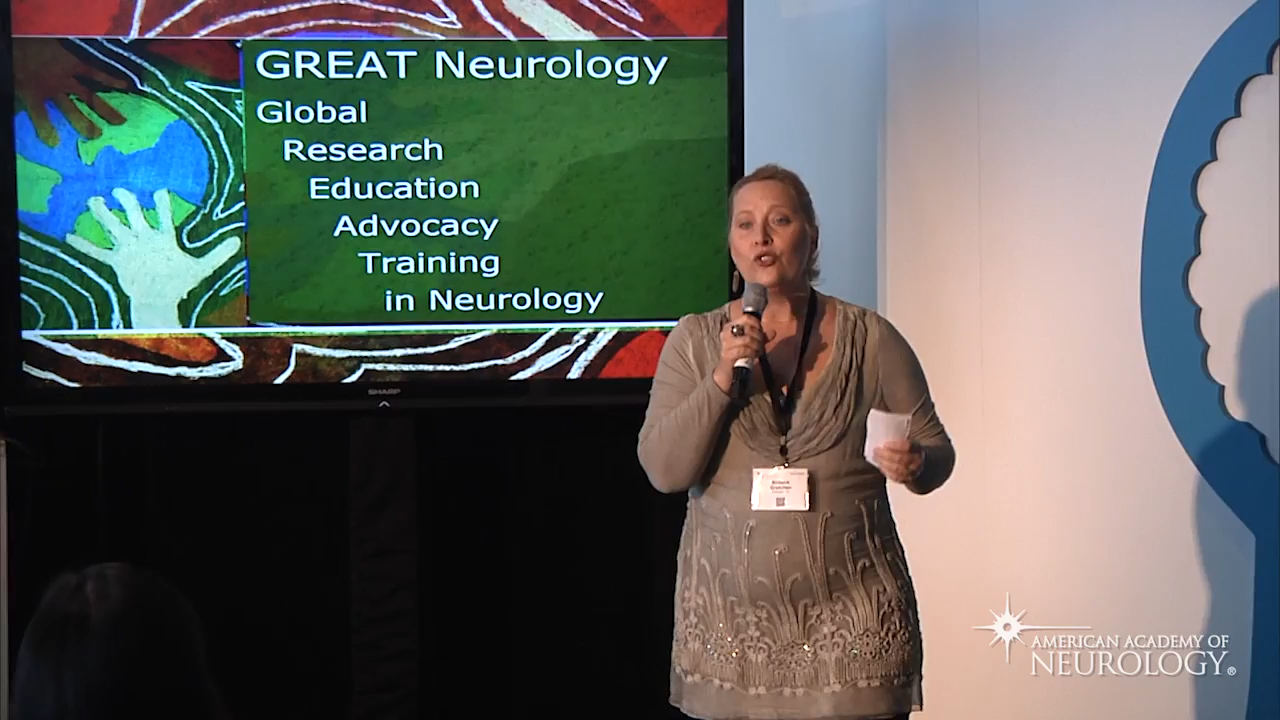 GREAT Neurology
Global
Research
Education
Advocacy
Training
in Neurology
SHARP
AMERICAN ACADEMY OF
NEUROLOGY®